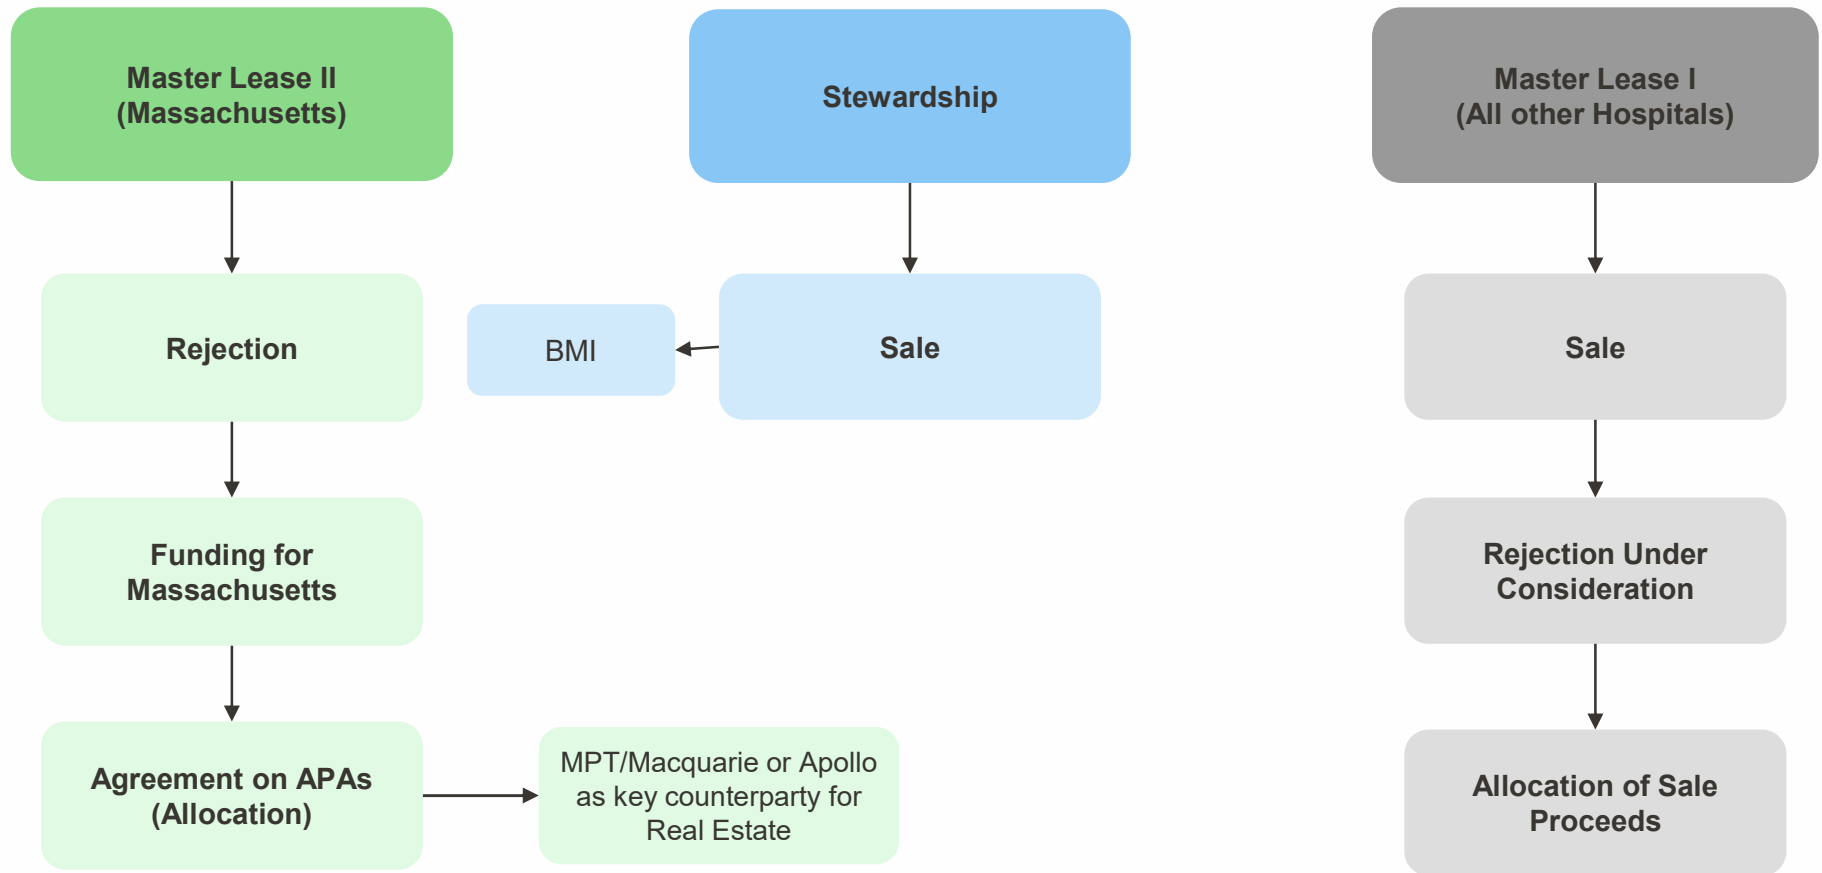 Master Lease II
(Massachusetts)
Stewardship
Master Lease I
(All other Hospitals)
Rejection
BMI
Sale
Sale
Funding for
Massachusetts
Rejection Under
Consideration
Agreement on APAs
(Allocation)
MPT/Macquarie or Apollo
as key counterparty for
Real Estate
Allocation of Sale
Proceeds